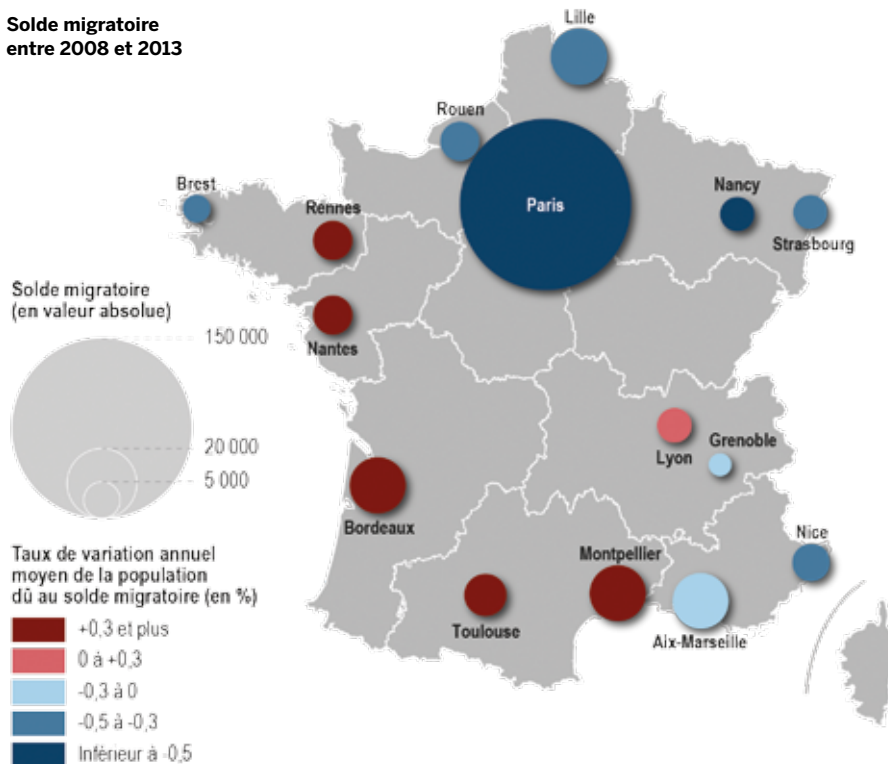 Solde migratoire
entre 2008 et 2013
Lille
Rouen
Brest
Rennes
Paris
Nancy
Strasbourg
Nantes
Solde migratoire
(en valeur absolue)
150 000
20 000
5 000
Lyon
Grenoble
Bordeaux
Nice
Montpellier
Toulouse
Aix-Marseille
Taux de variation annuel
moyen de la population
dû au solde migratoire (en %)
+0,3 et plus
0 à +0,3
-0,3 à 0
-0,5 à -0,3
Inférieur à -0,5